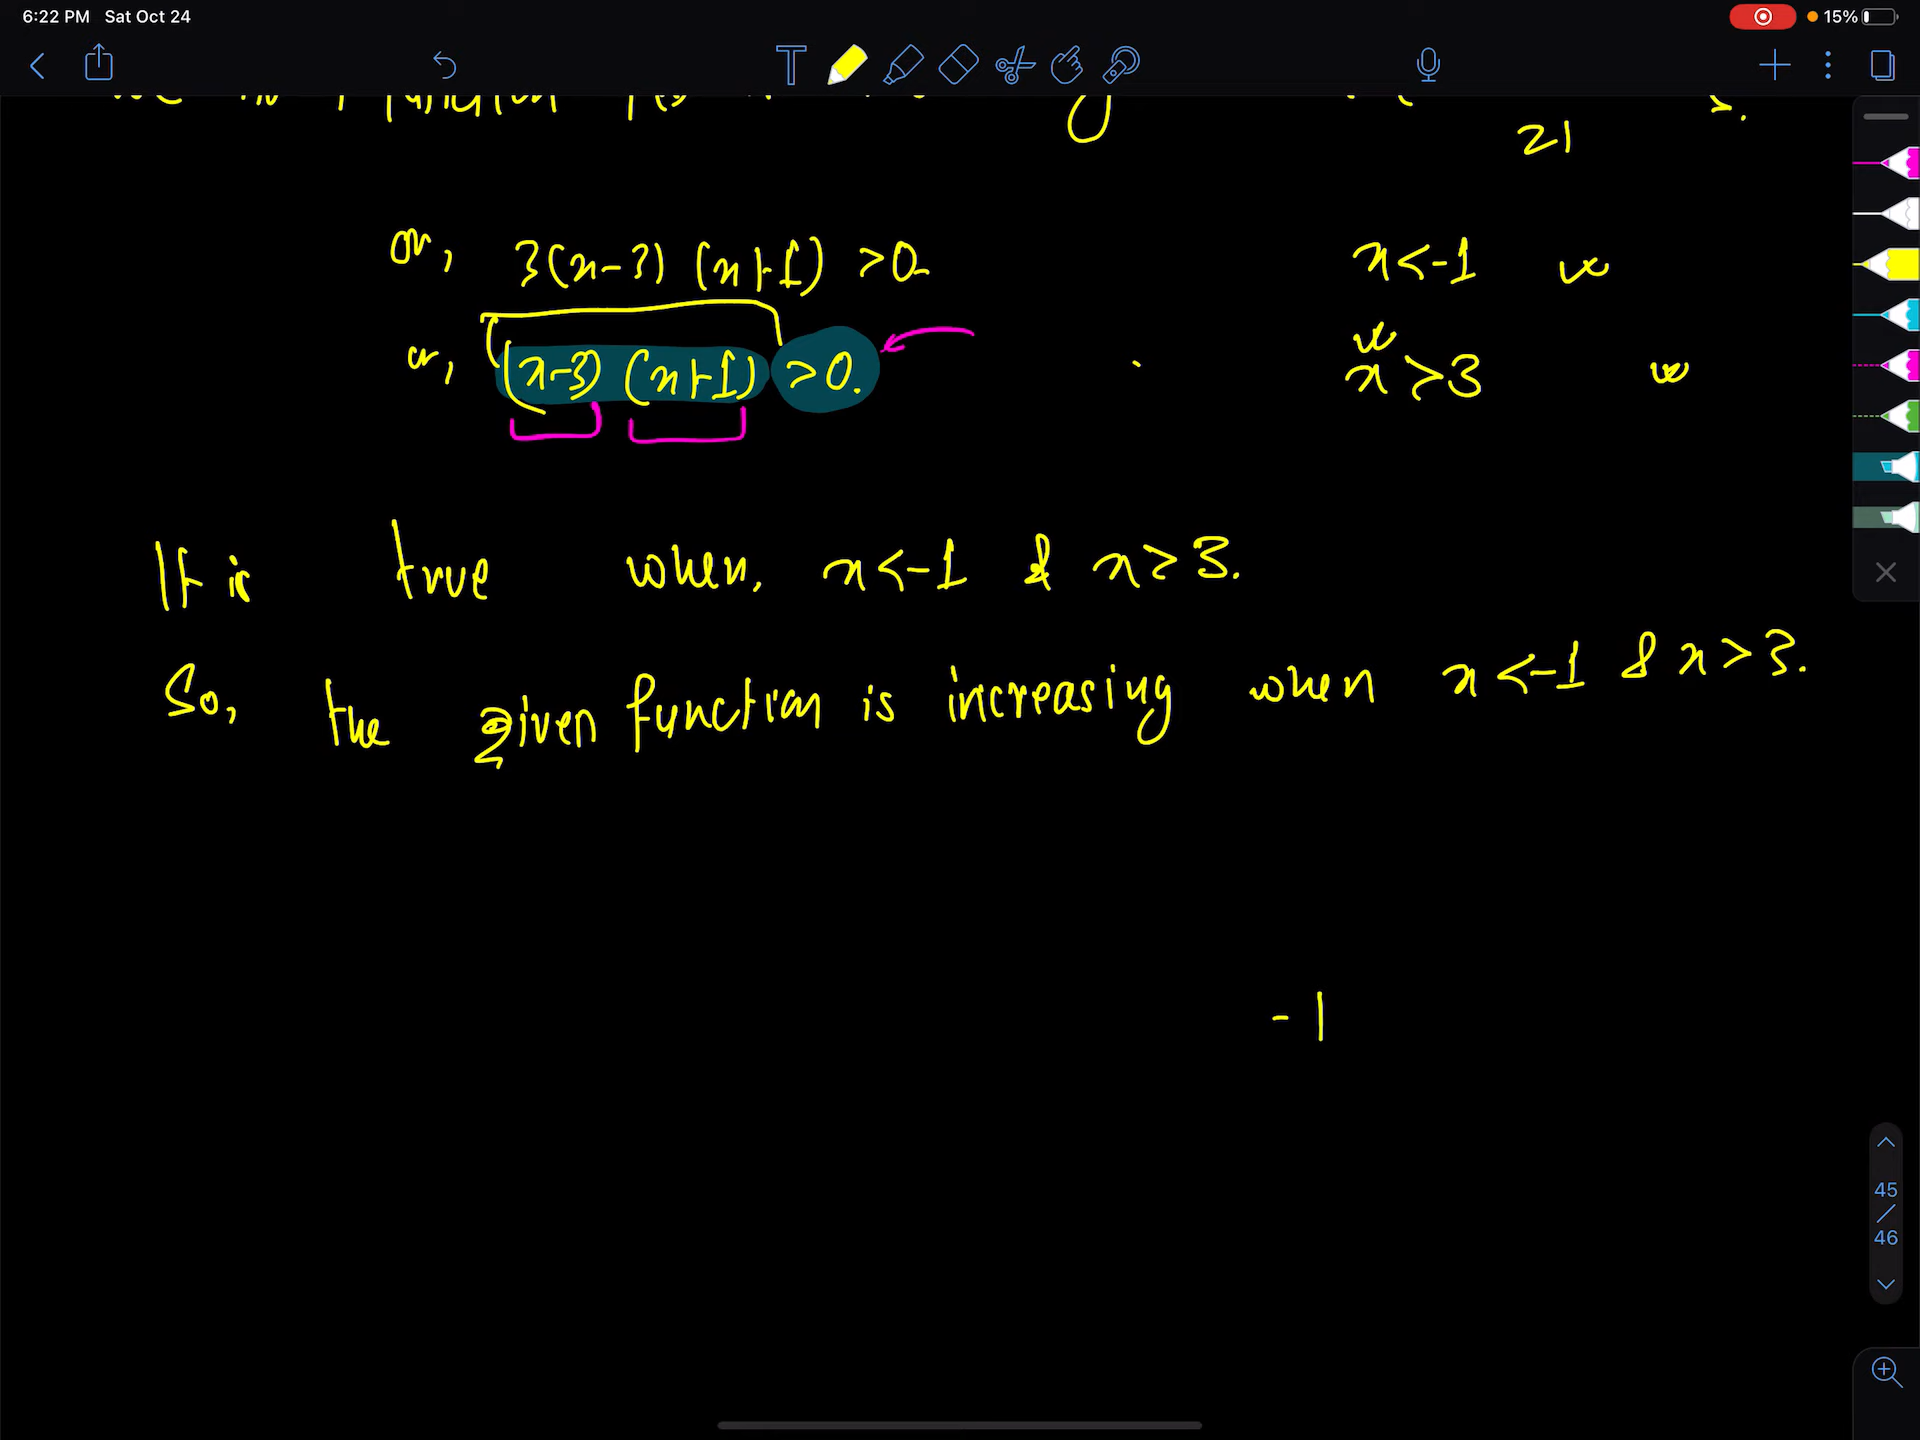 6:22 PM Sat Oct 24
15%
function
21
or, 3(x-3) (x+1) >0
x<-1
or, (x-3) (x+1) >0.
x >3
It is true when, x<-1 & x>3.
So, the given function is increasing when x<-1 & x>3.
-1
45
/
46